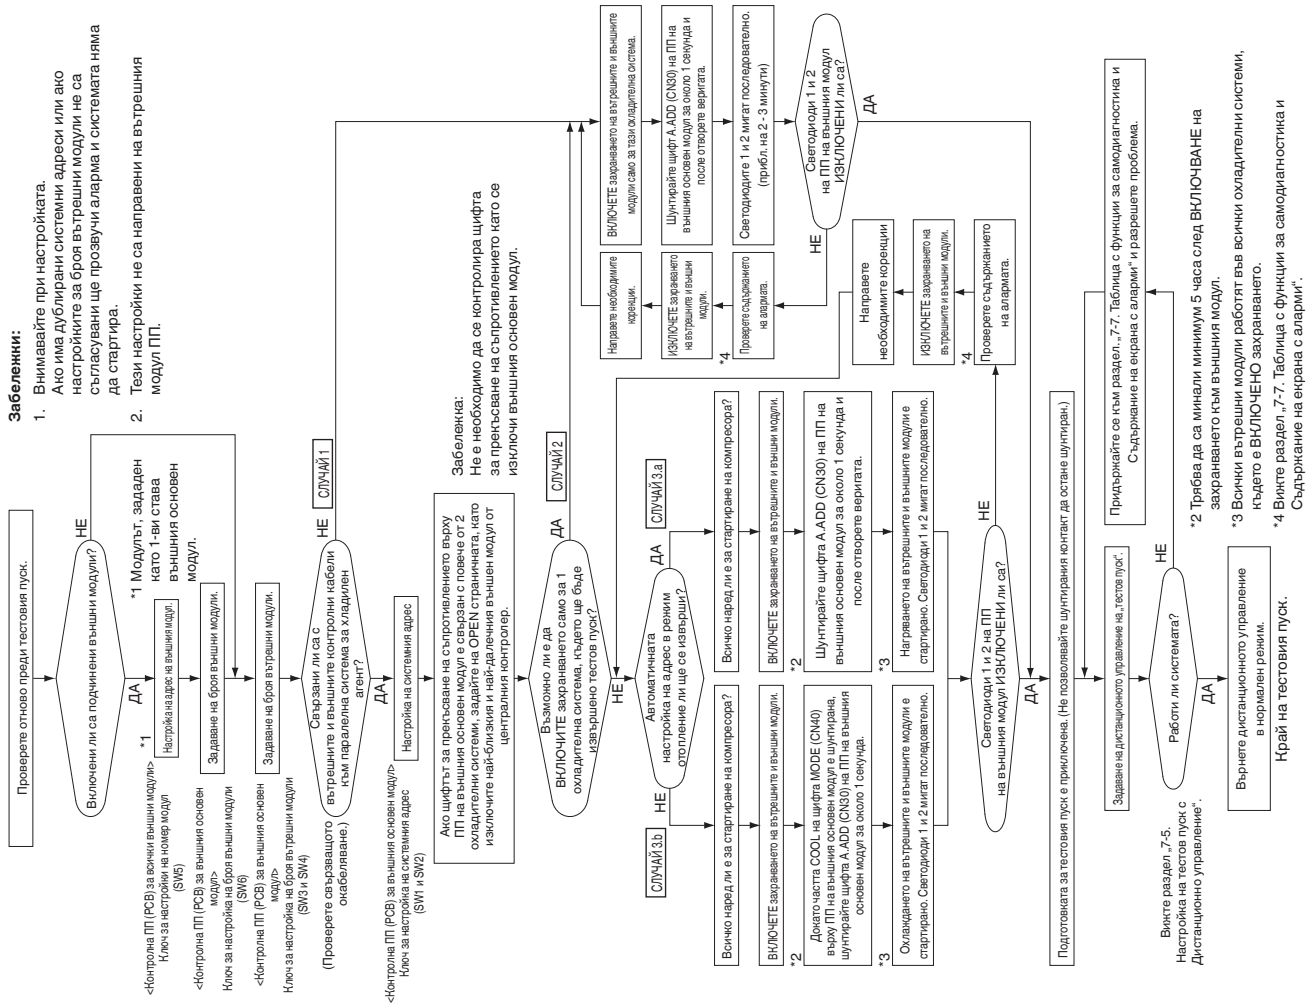 Забележки:
1. Внимавайте при настройката.
Ако има дублирани системни адреси или ако
настройките за броя вътрешни модули не са
съгласувани ще прозвучи аларма и системата няма
да стартира.
2. Тези настройки не са направени на вътрешния
модул ПП.
Проверете отново преди тестовия пуск.
Включени ли са подчинени външни модули?
НЕ
ДА
*1
*1 Модулът, зададен
като 1-ви става
външния основен
модул.
<Контролна ПП (PCB) за всички външни модули>
Ключ за настройки на номер модул
(SW5)
Настройка на адрес на външния модул.
<Контролна ПП (PCB) за външния основен
модул>
Ключ за настройка на броя външни модули
(SW6)
Задаване на броя външни модули.
<Контролна ПП (PCB) за външния основен
модул>
Ключ за настройка на броя вътрешни модули
(SW3 и SW4)
Задаване на броя вътрешни модули.
(Проверете свързващото
окабеляване.)
Свързани ли са с
вътрешните и външните контролни кабели
към паралелна система за хладилен
агент?
НЕ
СЛУЧАЙ 1
ДА
<Контролна ПП (PCB) за външния основен модул>
Ключ за настройка на системния адрес
(SW1 и SW2)
Настройка на системния адрес
Ако щифтът за прекъсване на съпротивлението върху
ПП на външния основен модул е свързан с повече от 2
охладителни системи, задайте на OPEN страничната, като
изключите най-близкия и най-далечния външен модул от
централния контролер.
Забележка:
Не е необходимо да се контролира щифта
за прекъсване на съпротивлението като се
изключи външния основен модул.
Възможно ли е да
ВКЛЮЧИТЕ захранването само за 1
охладителна система, където ще бъде
извършено тестов пуск?
ДА
СЛУЧАЙ 2
НЕ
Автоматичната
настройка на адрес в режим
отопление ли ще се извърши?
ДА
СЛУЧАЙ 3.a
НЕ
СЛУЧАЙ 3.b
Всичко наред ли е за стартиране на компресора?
ВКЛЮЧЕТЕ захранването на вътрешните и външни модули.
*2
Докато частта COOL на щифта MODE (CN40)
върху ПП на външния основен модул е шунтирана,
шунтирайте щифта A.ADD (CN30) на ПП на външния
основен модул за около 1 секунда.
*3
Охлаждането на вътрешните и външните модули е
стартирано. Светодиоди 1 и 2 мигат последователно.
Всичко наред ли е за стартиране на компресора?
ВКЛЮЧЕТЕ захранването на вътрешните и външни модули.
*2
Шунтирайте щифта A.ADD (CN30) на ПП на
външния основен модул за около 1 секунда и
после отворете веригата.
*3
Нагряването на вътрешните и външните модули е
стартирано. Светодиоди 1 и 2 мигат последователно.
Светодиоди 1 и 2 на ПП
на външния модул ИЗКЛЮЧЕНИ ли са?
НЕ
ДА
*4
Проверете съдържанието
на алармата.
ИЗКЛЮЧЕТЕ захранването на
вътрешните и външни модули.
Направете
необходимите корекции
ВКЛЮЧЕТЕ захранването на вътрешните и външните
модули само за тази охладителна система.
Шунтирайте щифт A.ADD (CN30) на ПП на
външния основен модул за около 1 секунда и
после отворете веригата.
Светодиодите 1 и 2 мигат последователно.
(прибл. на 2 - 3 минути)
Светодиоди 1 и 2
на ПП на външния модул
ИЗКЛЮЧЕНИ ли са?
НЕ
ДА
*4
Проверете съдържанието
на алармата.
ИЗКЛЮЧЕТЕ захранването
на вътрешните и външни
модули.
Направете необходимите
корекции.
Подготовката за тестовия пуск е приключена. (Не позволявайте шунтирания контакт да остане шунтиран.)
Задаване на дистанционното управление на „тестов пуск“.
Придържайте се към раздел „7-7. Таблица с функции за самодиагностика и
Съдържание на екрана с аларми“ и разрешете проблема.
Вижте раздел „7-5.
Настройка на тестов пуск с
Дистанционно управление“.
Работи ли системата?
НЕ
ДА
Върнете дистанционното управление
в нормален режим.
Край на тестовия пуск.
*2 Трябва да са минали минимум 5 часа след ВКЛЮЧВАНЕ на
захранването към външния модул.
*3 Всички вътрешни модули работят във всички охладителни системи,
където е ВКЛЮЧЕНО захранването.
*4 Вижте раздел „7-7. Таблица с функции за самодиагностика и
Съдържание на екрана с аларми“.